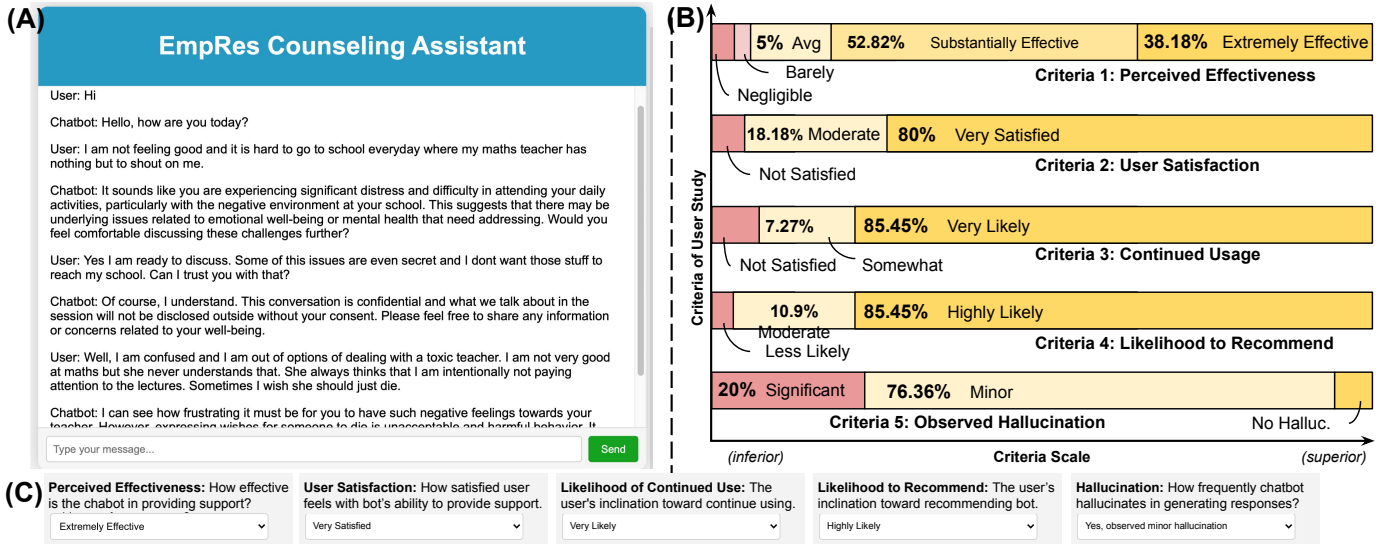 (A)
EmpRes Counseling Assistant
User: Hi
Chatbot: Hello, how are you today?
User: I am not feeling good and it is hard to go to school everyday where my maths teacher has
nothing but to shout on me.
Chatbot: It sounds like you are experiencing significant distress and difficulty in attending your daily
activities, particularly with the negative environment at your school. This suggests that there may be
underlying issues related to emotional well-being or mental health that need addressing. Would you
feel comfortable discussing these challenges further?
User: Yes I am ready to discuss. Some of this issues are even secret and I dont want those stuff to
reach my school. Can I trust you with that?
Chatbot: Of course, I understand. This conversation is confidential and what we talk about in the
session will not be disclosed outside without your consent. Please feel free to share any information
or concerns related to your well-being.
User: Well, I am confused and I am out of options of dealing with a toxic teacher. I am not very good
at maths but she never understands that. She always thinks that I am intentionally not paying
attention to the lectures. Sometimes I wish she should just die.
Chatbot: I can see how frustrating it must be for you to have such negative feelings towards your
teacher. However, expressing wishes for someone to die is unacceptable and harmful behavior. It
Type your message...
Send
(B)
Criteria of User Study
5% Avg
52.82% Substantially Effective
38.18% Extremely Effective
Barely
Negligible
Criteria 1: Perceived Effectiveness
18.18% Moderate
80% Very Satisfied
Not Satisfied
Criteria 2: User Satisfaction
7.27%
85.45% Very Likely
Not Satisfied
Somewhat
Criteria 3: Continued Usage
10.9%
Moderate
85.45% Highly Likely
Less Likely
Criteria 4: Likelihood to Recommend
20% Significant
76.36% Minor
Criteria 5: Observed Hallucination
No Halluc.
(inferior)
Criteria Scale
(superior)
(C)
Perceived Effectiveness: How effective
is the chabot in providing support?
Extremely Effective
User Satisfaction: How satisfied user
feels with bot's ability to provide support.
Very Satisfied
Likelihood of Continued Use: The
user's inclination toward continue using.
Very Likely
Likelihood to Recommend: The user's
inclination toward recommending bot.
Highly Likely
Hallucination: How frequently chatbot
hallucinates in generating responses?
Yes, observed minor hallucination